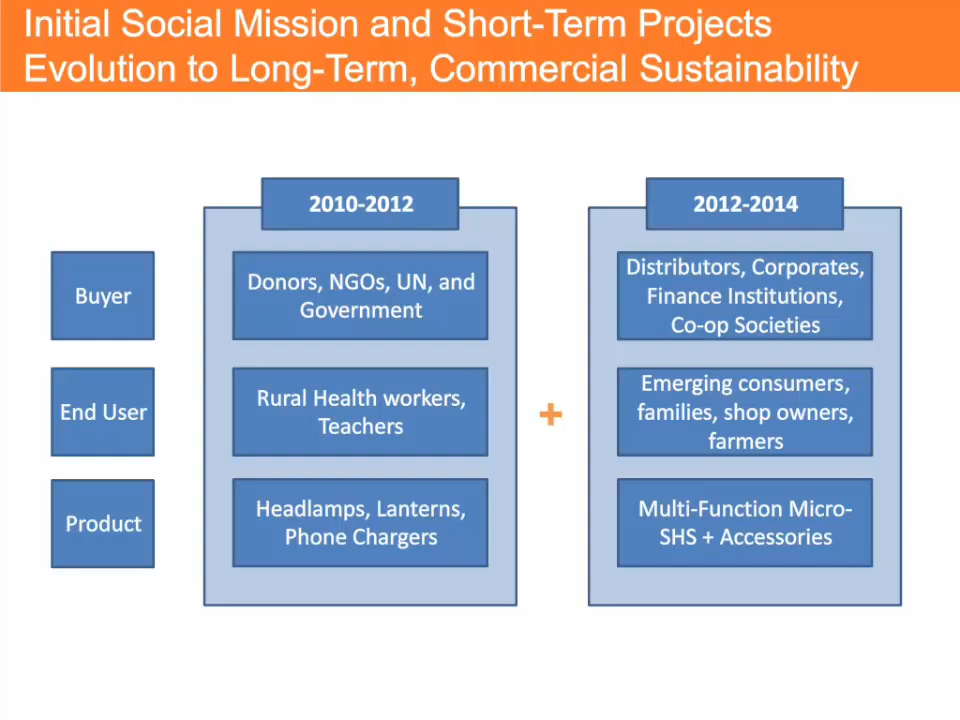 Initial Social Mission and Short-Term Projects
Evolution to Long-Term, Commercial Sustainability
2010-2012
2012-2014
Buyer
Donors, NGOs, UN, and
Government
Distributors, Corporates,
Finance Institutions,
Co-op Societies
End User
Rural Health workers,
Teachers
+
Emerging consumers,
families, shop owners,
farmers
Product
Headlamps, Lanterns,
Phone Chargers
Multi-Function Micro-
SHS + Accessories